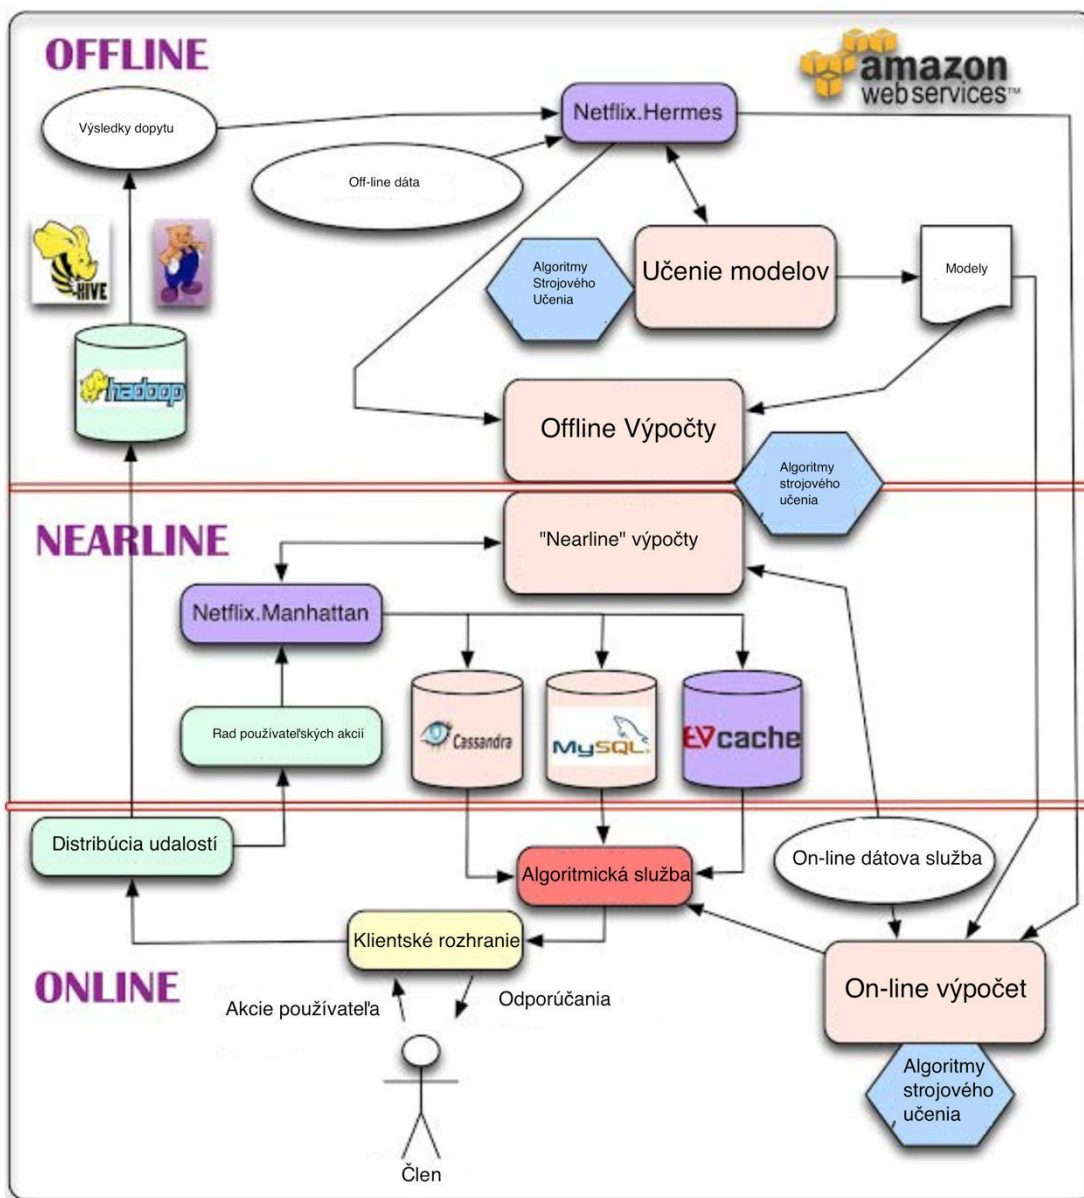 OFFLINE
amazon
web services™
Výsledky dopytu
Netflix.Hermes
Off-line dáta
HIVE
Algoritmy
Strojového
Učenia
Učenie modelov
Modely
hadoop
Offline Výpočty
Algoritmy
strojového
učenia
NEARLINE
"Nearline" výpočty
Netflix.Manhattan
Rad používateľských akcií
Cassandra
MySQL®
EVcache
Distribúcia udalostí
Algoritmická služba
On-line dátova služba
Klientské rozhranie
ONLINE
Akcie používateľa
Odporúčania
On-line výpočet
Algoritmy
strojového
učenia
Člen